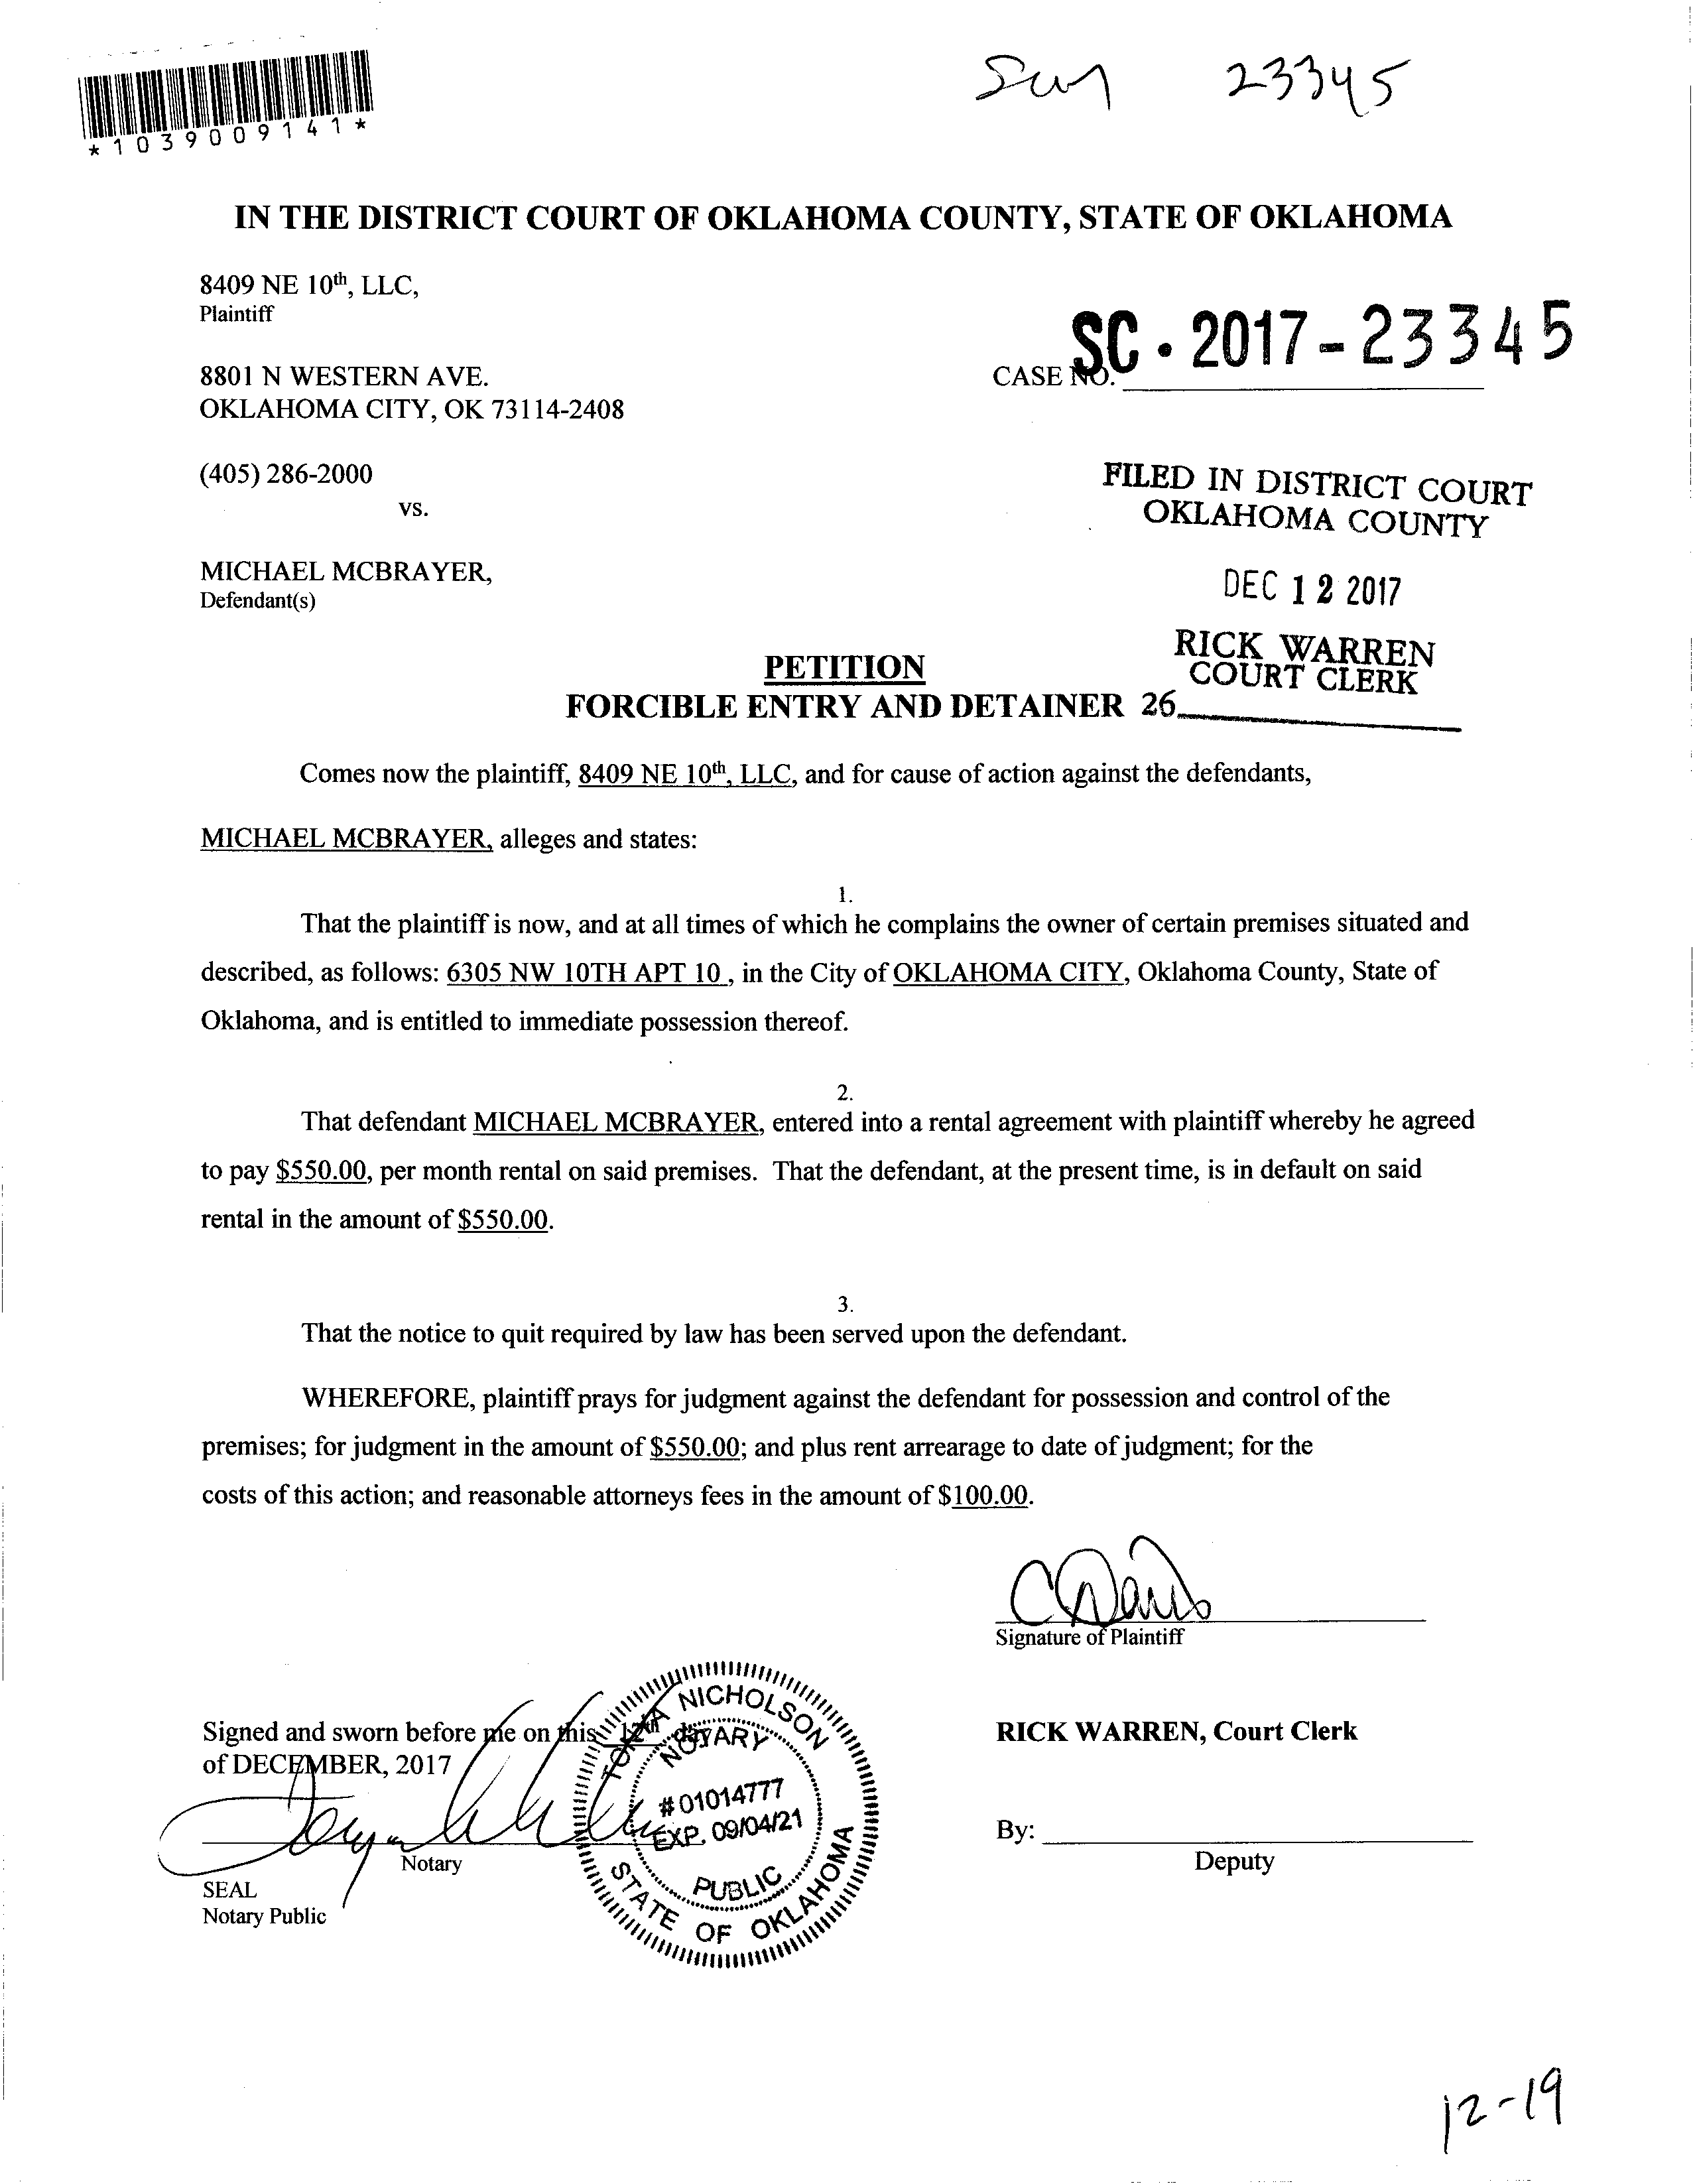 *1039009141*
23345
IN THE DISTRICT COURT OF OKLAHOMA COUNTY, STATE OF OKLAHOMA
8409 NE 10th, LLC,
Plaintiff
SC - 2017-23345
8801 N WESTERN AVE.
CASE NO.
OKLAHOMA CITY, OK 73114-2408
(405) 286-2000
vs.
FILED IN DISTRICT COURT
OKLAHOMA COUNTY
MICHAEL MCBRAYER,
Defendant(s)
DEC 12 2017
RICK WARREN
COURT CLERK
PETITION
FORCIBLE ENTRY AND DETAINER 26
Comes now the plaintiff, 8409 NE 10th, LLC, and for cause of action against the defendants,
MICHAEL MCBRAYER, alleges and states:
1.
That the plaintiff is now, and at all times of which he complains the owner of certain premises situated and
described, as follows: 6305 NW 10TH APT 10 , in the City of OKLAHOMA CITY, Oklahoma County, State of
Oklahoma, and is entitled to immediate possession thereof.
2.
That defendant MICHAEL MCBRAYER, entered into a rental agreement with plaintiff whereby he agreed
to pay $550.00, per month rental on said premises. That the defendant, at the present time, is in default on said
rental in the amount of $550.00.
3.
That the notice to quit required by law has been served upon the defendant.
WHEREFORE, plaintiff prays for judgment against the defendant for possession and control of the
premises; for judgment in the amount of $550.00; and plus rent arrearage to date of judgment; for the
costs of this action; and reasonable attorneys fees in the amount of $100.00.
C Davis
Signature of Plaintiff
Signed and sworn before me on this 12th day
of DECEMBER, 2017
RICK WARREN, Court Clerk
NICHOLSON
NOTARY
#01014777
EXP. 09/04/21
PUBLIC
STATE OF OKLAHOMA
By:
Deputy
Notary
SEAL
Notary Public
12-19